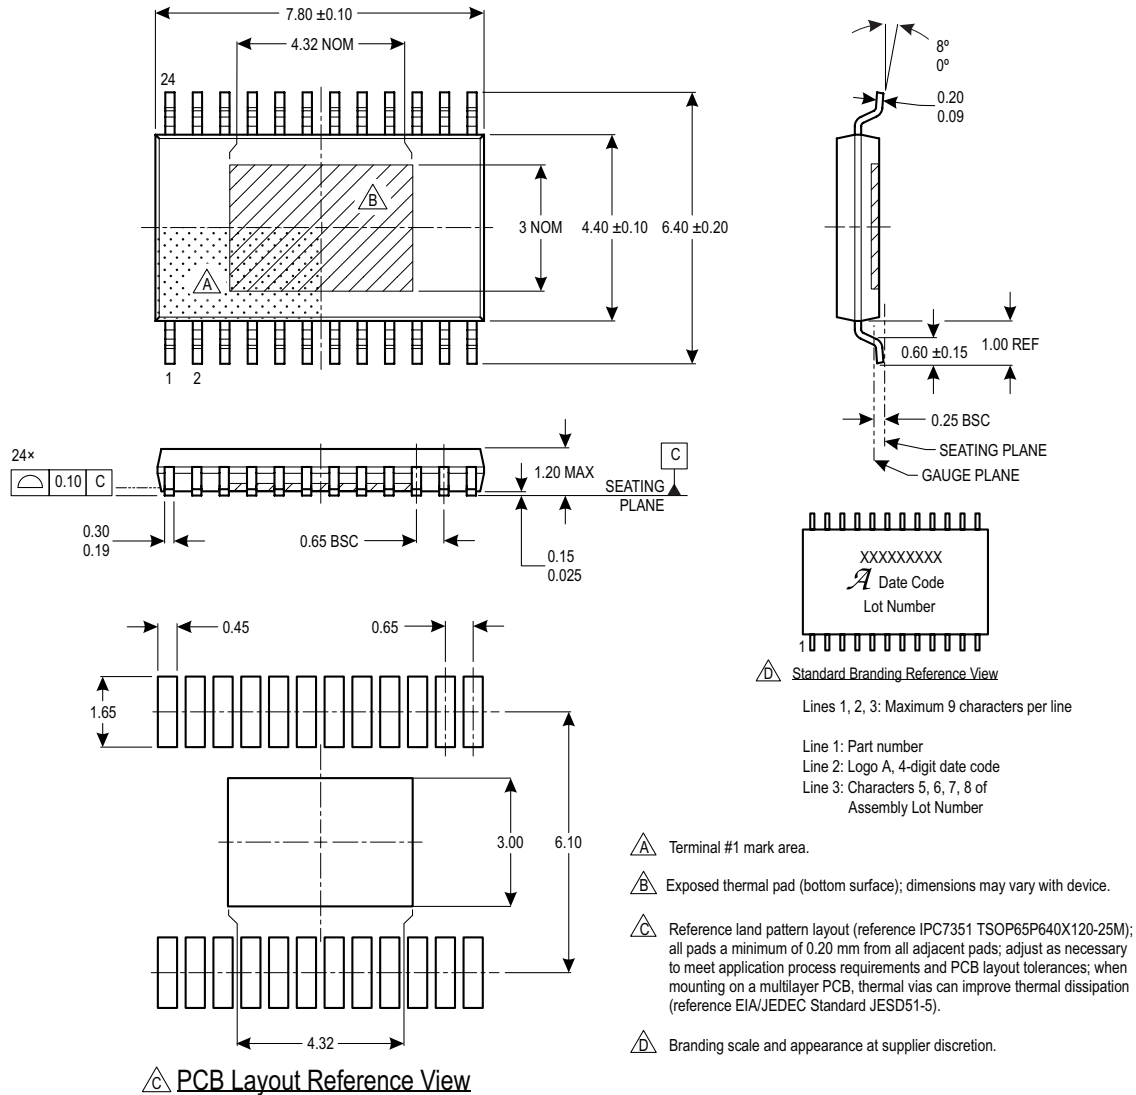 7.80 ±0.10
4.32 NOM
24
B
A
3 NOM
4.40 ±0.10
6.40 ±0.20
1
2
8º
0º
0.20
0.09
0.60 ±0.15
1.00 REF
0.25 BSC
SEATING PLANE
GAUGE PLANE
24×
0.10 C
0.30
0.19
0.65 BSC
1.20 MAX
C
SEATING
PLANE
0.15
0.025
XXXXXXXXX
A Date Code
Lot Number
1
D Standard Branding Reference View
Lines 1, 2, 3: Maximum 9 characters per line
Line 1: Part number
Line 2: Logo A, 4-digit date code
Line 3: Characters 5, 6, 7, 8 of
Assembly Lot Number
0.45
0.65
1.65
3.00
6.10
4.32
C PCB Layout Reference View
A Terminal #1 mark area.
B Exposed thermal pad (bottom surface); dimensions may vary with device.
C Reference land pattern layout (reference IPC7351 TSOP65P640X120-25M);
all pads a minimum of 0.20 mm from all adjacent pads; adjust as necessary
to meet application process requirements and PCB layout tolerances; when
mounting on a multilayer PCB, thermal vias can improve thermal dissipation
(reference EIA/JEDEC Standard JESD51-5).
D Branding scale and appearance at supplier discretion.